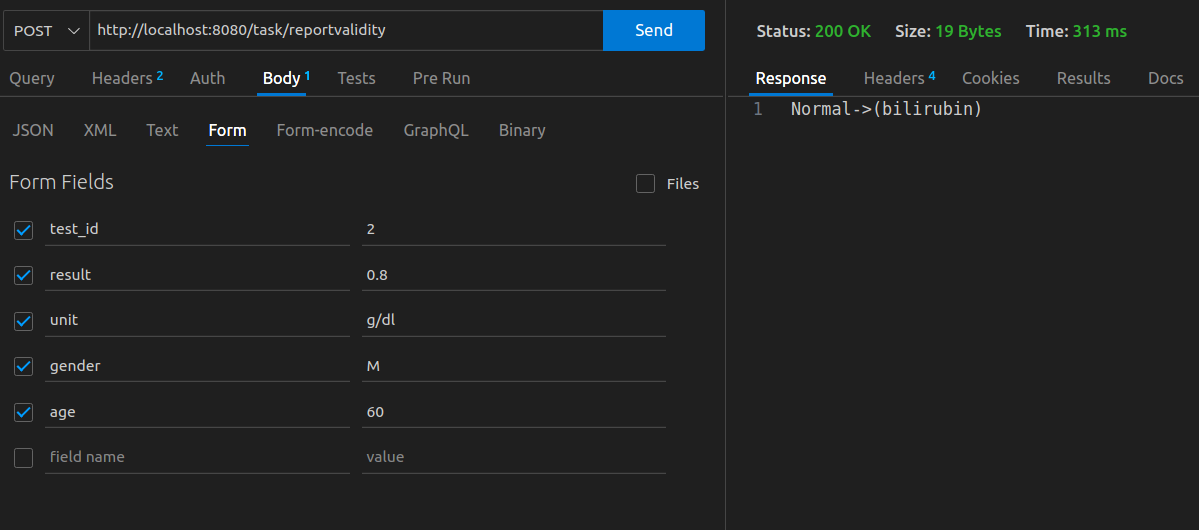 POST http://localhost:8080/task/reportvalidity Send
Query Headers 2 Auth Body 1 Tests Pre Run
JSON XML Text Form Form-encode GraphQL Binary
Form Fields Files
test_id 2
result 0.8
unit g/dl
gender M
age 60
field name value
Status: 200 OK Size: 19 Bytes Time: 313 ms
Response Headers 4 Cookies Results Docs
1 Normal->(bilirubin)